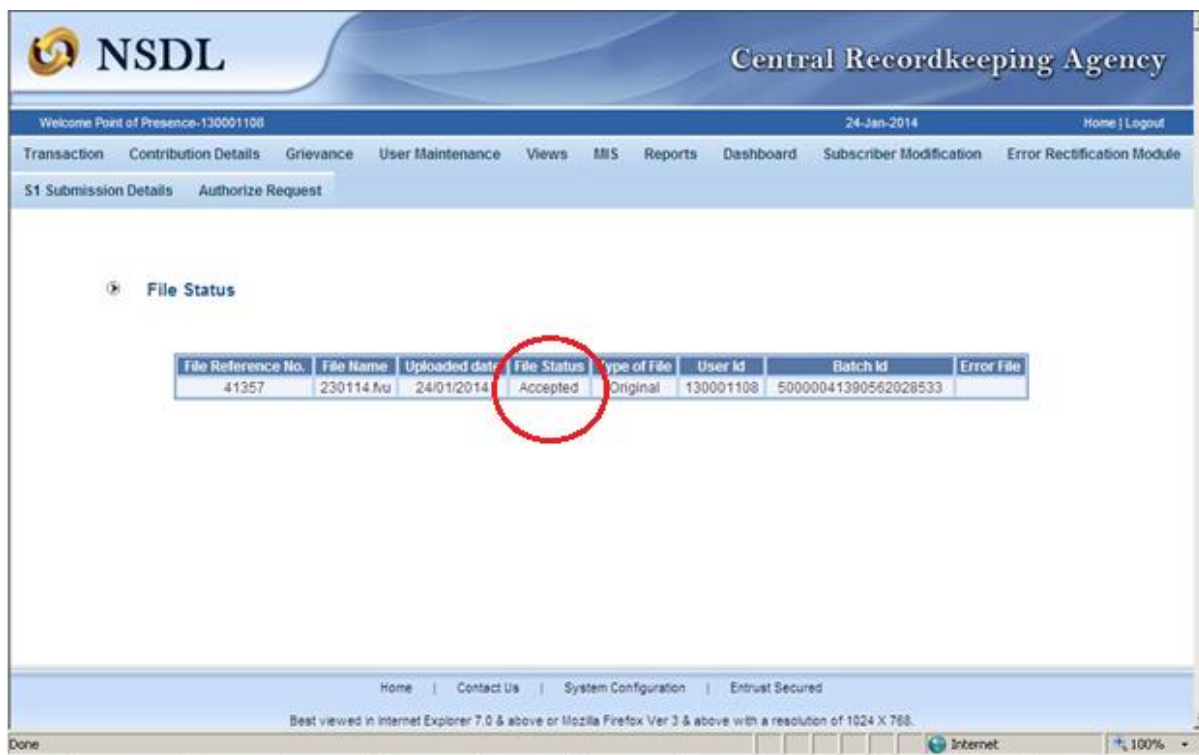 NSDL
Central Recordkeeping Agency
Welcome Point of Presence-130001108 24-Jan-2014 Home | Logout
Transaction Contribution Details Grievance User Maintenance Views MIS Reports Dashboard Subscriber Modification Error Rectification Module
S1 Submission Details Authorize Request
File Status
File Reference No. File Name Uploaded date File Status Type of File User Id Batch Id Error File
41357 230114.fvu 24/01/2014 Accepted Original 130001108 50000041390562028533
Home | Contact Us | System Configuration | Entrust Secured
Best viewed in Internet Explorer 7.0 & above or Mozilla Firefox Ver 3 & above with a resolution of 1024 X 768.
Done Internet 100%